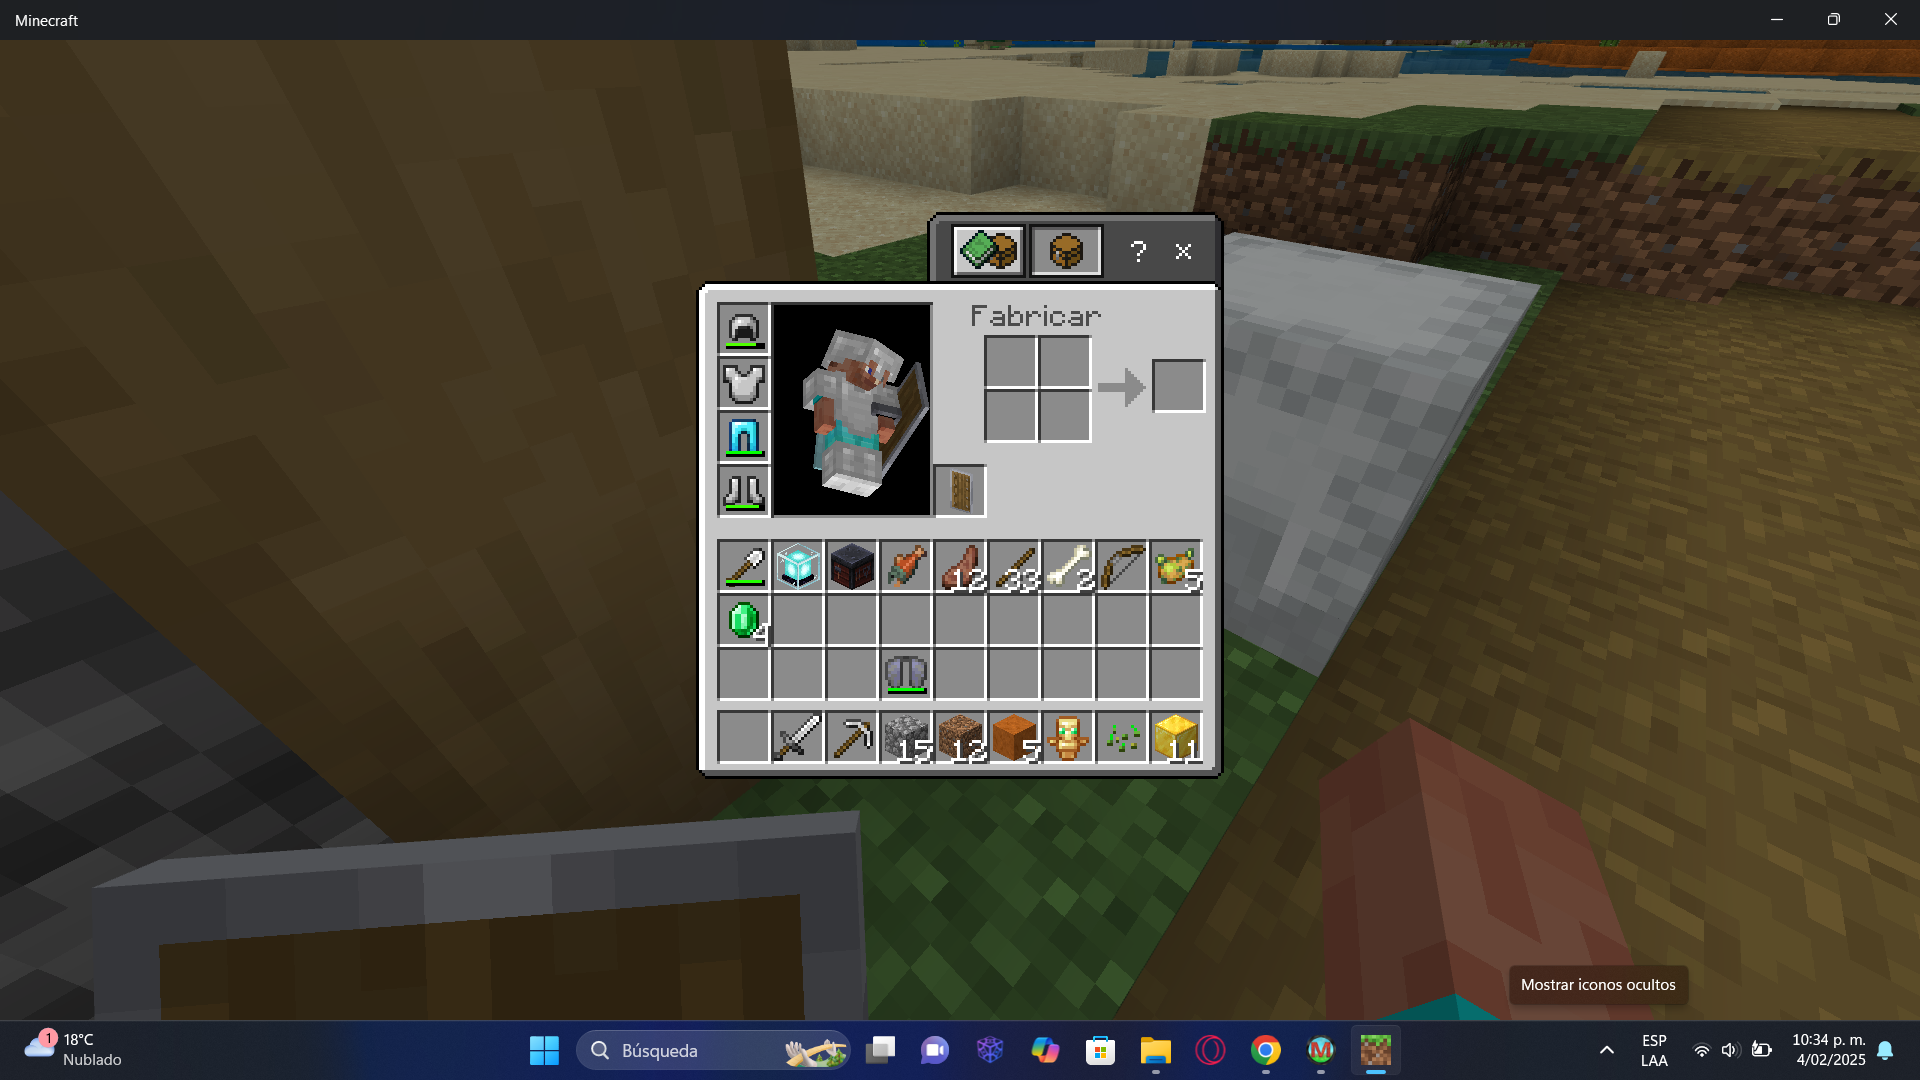 Minecraft
?
Fabricar
12
33
2
5
4
15
12
5
11
Mostrar iconos ocultos
1
18°C
Nublado
Búsqueda
M
ESP
LAA
10:34 p. m.
4/02/2025